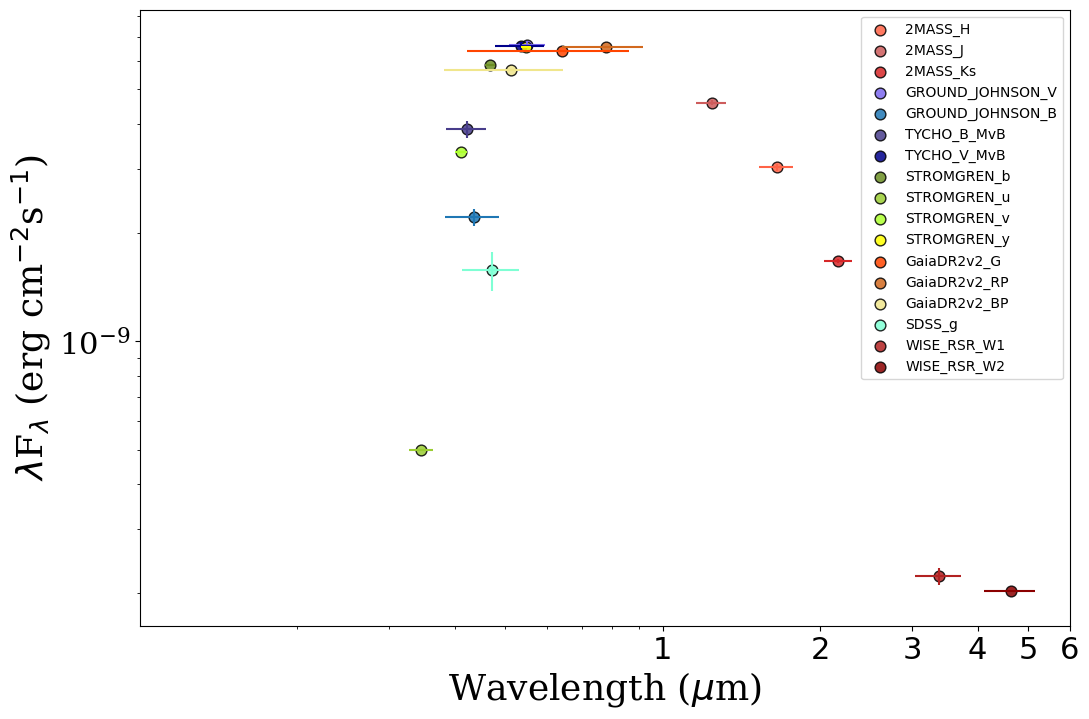 λF_λ (erg cm⁻²s⁻¹)
10⁻⁹
2MASS_H
2MASS_J
2MASS_Ks
GROUND_JOHNSON_V
GROUND_JOHNSON_B
TYCHO_B_MvB
TYCHO_V_MvB
STROMGREN_b
STROMGREN_u
STROMGREN_v
STROMGREN_y
GaiaDR2v2_G
GaiaDR2v2_RP
GaiaDR2v2_BP
SDSS_g
WISE_RSR_W1
WISE_RSR_W2
1 2 3 4 5 6
Wavelength (μm)